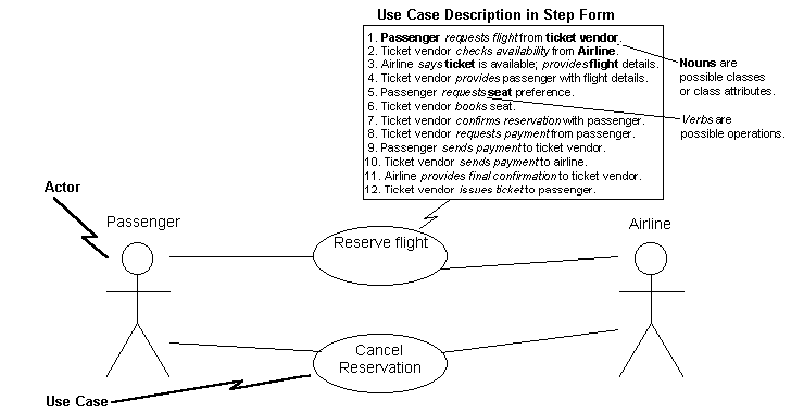 Use Case Description in Step Form
1. Passenger requests flight from ticket vendor.
2. Ticket vendor checks availability from Airline.
3. Airline says ticket is available; provides flight details.
4. Ticket vendor provides passenger with flight details.
5. Passenger requests seat preference.
6. Ticket vendor books seat.
7. Ticket vendor confirms reservation with passenger.
8. Ticket vendor requests payment from passenger.
9. Passenger sends payment to ticket vendor.
10. Ticket vendor sends payment to airline.
11. Airline provides final confirmation to ticket vendor.
12. Ticket vendor issues ticket to passenger.
Nouns are
possible classes
or class attributes.
Verbs are
possible operations.
Actor
Passenger
Reserve flight
Airline
Cancel
Reservation
Use Case